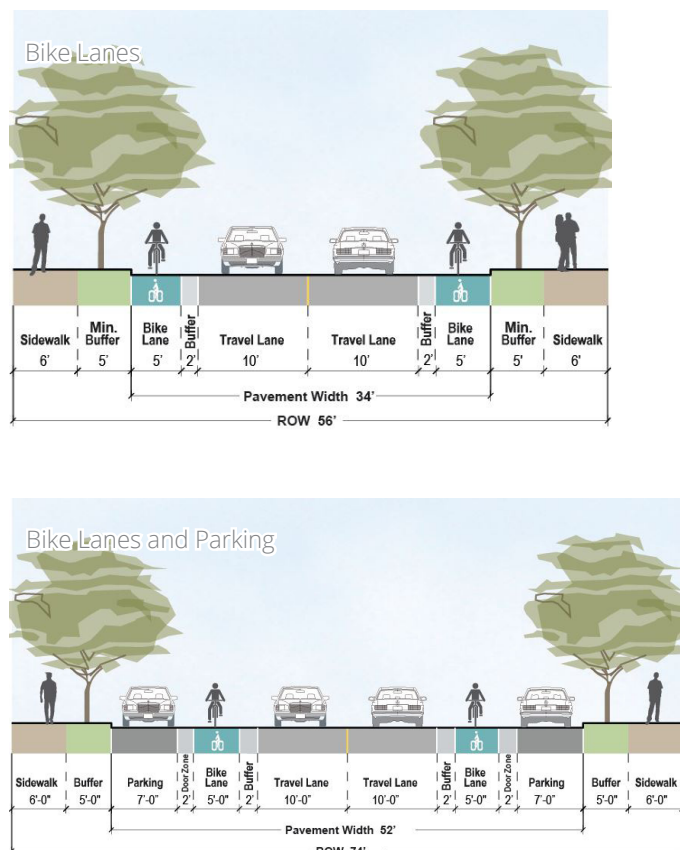 Bike Lanes
Sidewalk Min. Buffer Bike Lane Buffer Travel Lane Travel Lane Buffer Bike Lane Min. Buffer Sidewalk
6' 5' 5' 2' 10' 10' 2' 5' 5' 6'
Pavement Width 34'
ROW 56'
Bike Lanes and Parking
Sidewalk Buffer Parking Door Zone Bike Lane Buffer Travel Lane Travel Lane Buffer Bike Lane Door Zone Parking Buffer Sidewalk
6'-0" 5'-0" 7'-0" 2' 5'-0" 2' 10'-0" 10'-0" 2' 5'-0" 2' 7'-0" 5'-0" 6'-0"
Pavement Width 52'
ROW 74'